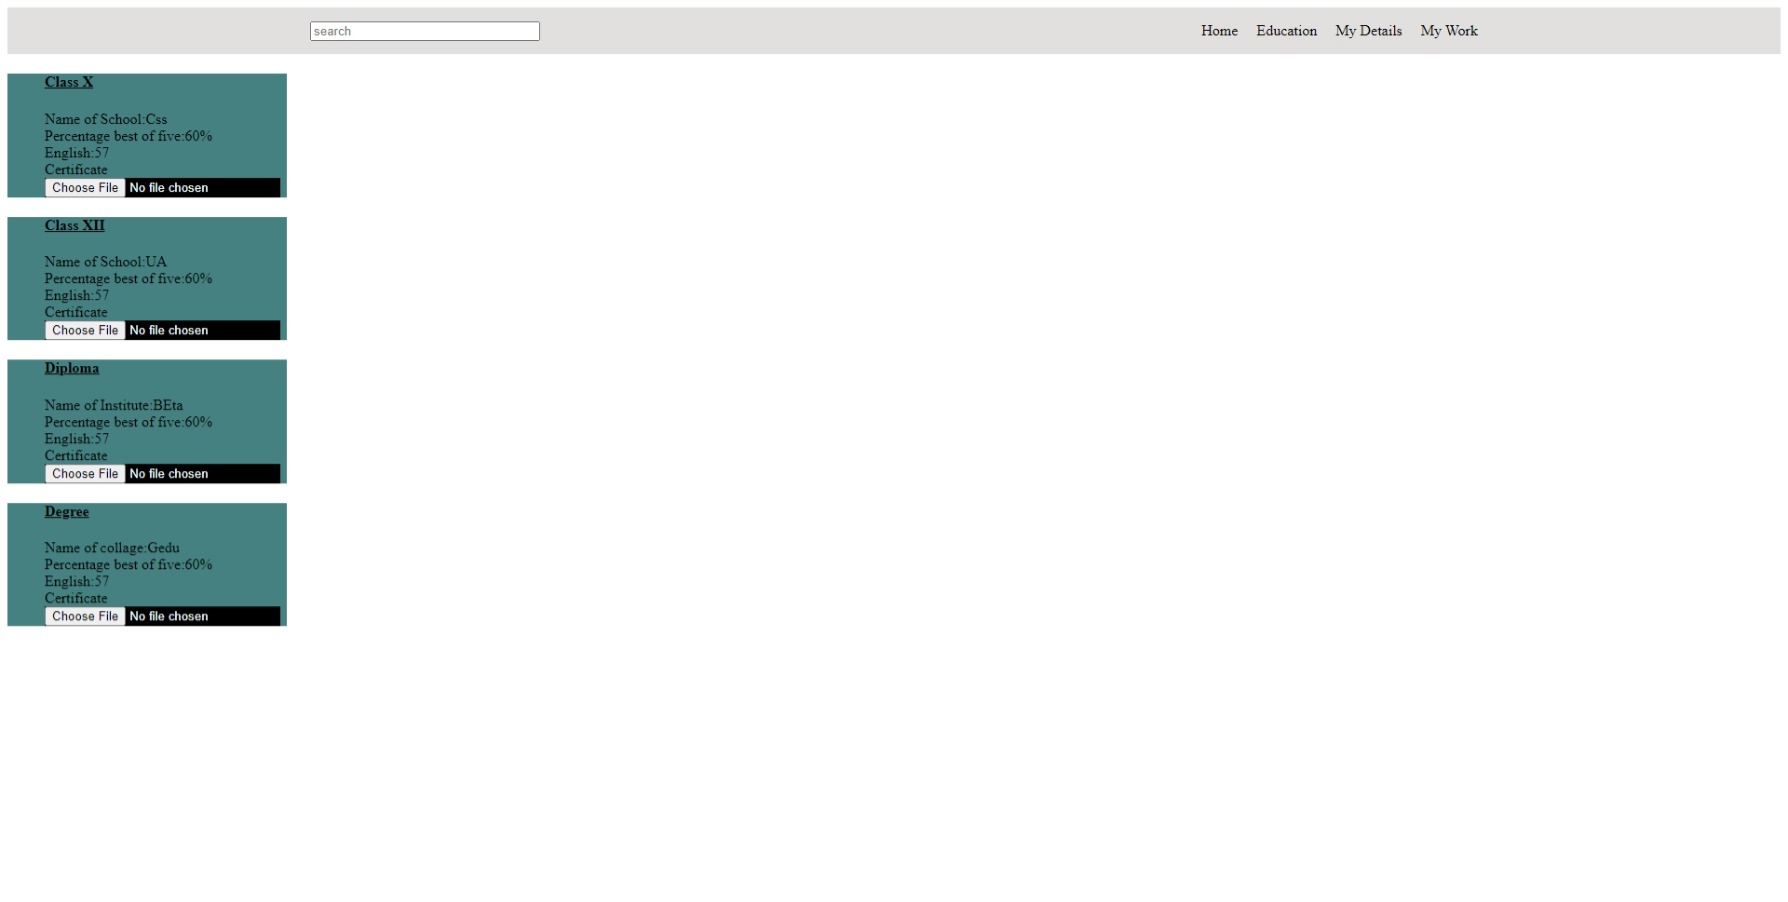 search Home Education My Details My Work
Class X
Name of School:Css
Percentage best of five:60%
English:57
Certificate
Choose File No file chosen
Class XII
Name of School:UA
Percentage best of five:60%
English:57
Certificate
Choose File No file chosen
Diploma
Name of Institute:BEta
Percentage best of five:60%
English:57
Certificate
Choose File No file chosen
Degree
Name of collage:Gedu
Percentage best of five:60%
English:57
Certificate
Choose File No file chosen